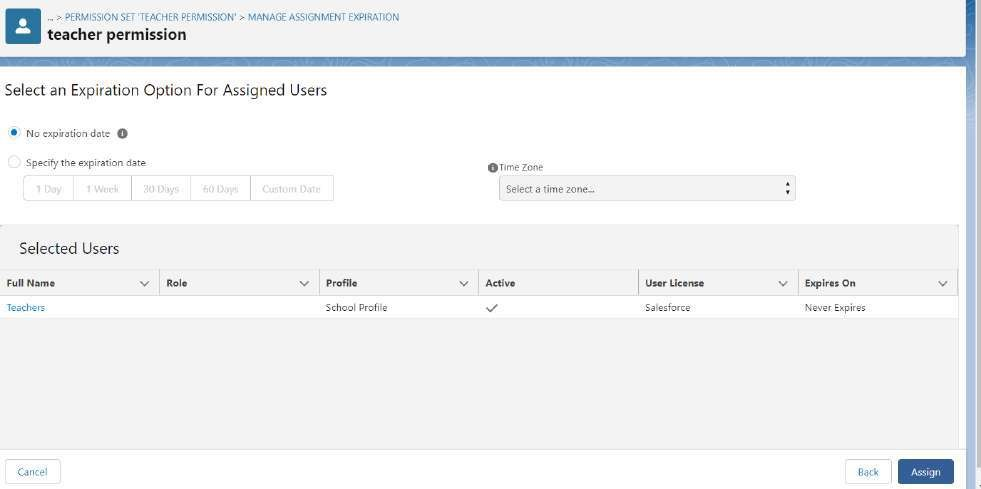 ... > PERMISSION SET 'TEACHER PERMISSION' > MANAGE ASSIGNMENT EXPIRATION
teacher permission
Select an Expiration Option For Assigned Users
No expiration date
Specify the expiration date
1 Day 1 Week 30 Days 60 Days Custom Date
Time Zone
Select a time zone...
Selected Users
Full Name Role Profile Active User License Expires On
Teachers School Profile Salesforce Never Expires
Cancel Back Assign